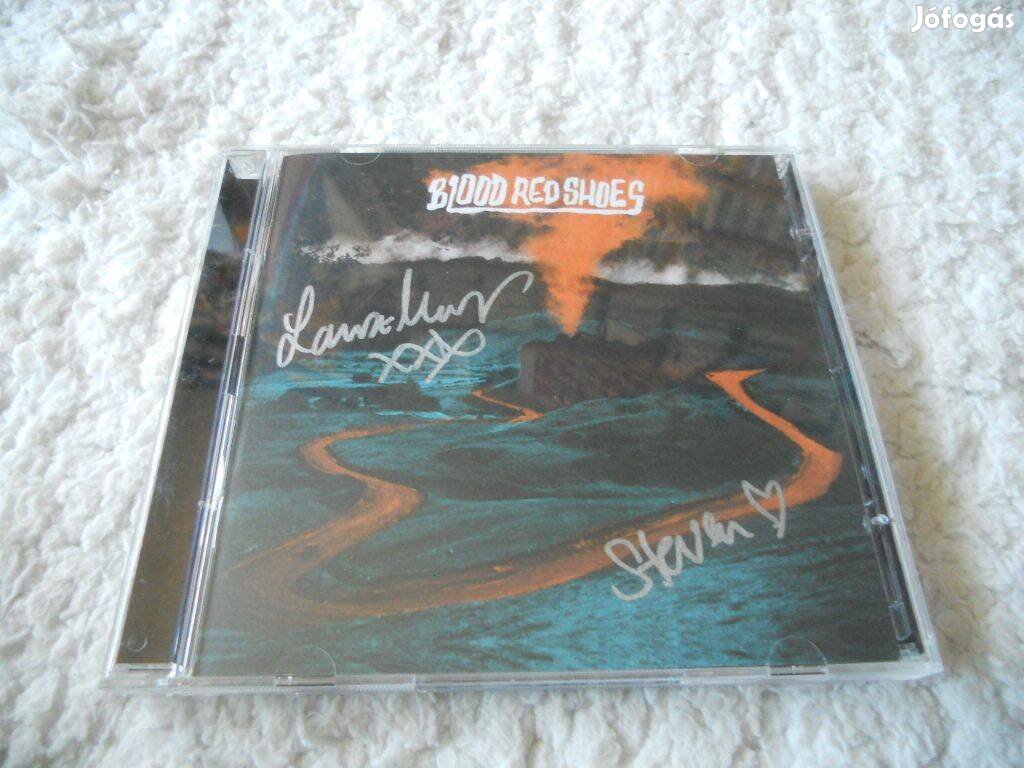 Jófogás
BLOOD RED SHOES
Laura-Mary
xxx
Steven ♡